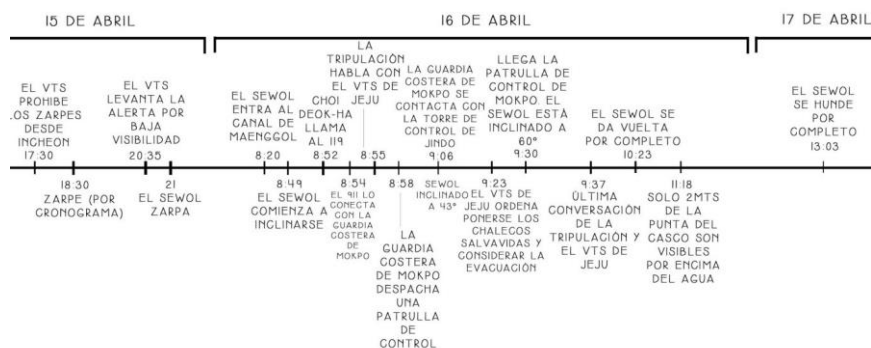 15 DE ABRIL
16 DE ABRIL
17 DE ABRIL
EL VTS
PROHIBE
LOS ZARPES
DESDE
INCHEON
17:30
18:30
ZARPE (POR
CRONOGRAMA)
EL VTS
LEVANTA LA
ALERTA POR
BAJA
VISIBILIDAD
20:35
21
EL SEWOL
ZARPA
EL SEWOL
ENTRA AL
CANAL DE
MAENGGOL
8:20
8:49
EL SEWOL
COMIENZA A
INCLINARSE
CHOI
DEOK-HA
LLAMA
AL 119
8:52
8:54
EL 911 LO
CONECTA
CON LA
GUARDIA
COSTERA
DE
MOKPO
LA
TRIPULACIÓN
HABLA CON
EL VTS DE
JEJU
8:55
8:58
LA
GUARDIA
COSTERA
DE MOKPO
DESPACHA
UNA
PATRULLA
DE
CONTROL
LA GUARDIA
COSTERA DE
MOKPO SE
CONTACTA CON
LA TORRE DE
CONTROL DE
JINDO
9:06
SEWOL
INCLINADO
A 43°
9:23
EL VTS DE
JEJU ORDENA
PONERSE LOS
CHALECOS
SALVAVIDAS Y
CONSIDERAR LA
EVACUACIÓN
LLEGA LA
PATRULLA DE
CONTROL DE
MOKPO. EL
SEWOL ESTÀ
INCLINADO A
60°
9:30
9:37
ÚLTIMA
CONVERSACIÓN
DE LA
TRIPULACIÓN Y
EL VTS DE
JEJU
EL SEWOL SE
DA VUELTA
POR COMPLETO
10:23
11:18
SOLO 2MTS
DE LA
PUNTA DEL
CASCO SON
VISIBLES
POR ENCIMA
DEL AGUA
EL SEWOL
SE HUNDE
POR
COMPLETO
13:03